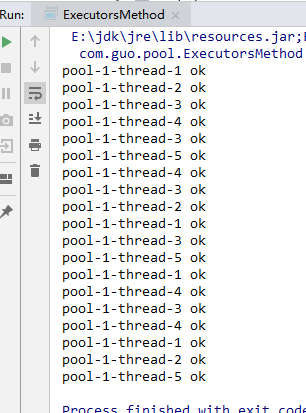 Run: ExecutorsMethod ×
E:\jdk\jre\lib\resources.jar;
com.guo.pool.ExecutorsMethod
pool-1-thread-1 ok
pool-1-thread-2 ok
pool-1-thread-3 ok
pool-1-thread-4 ok
pool-1-thread-3 ok
pool-1-thread-5 ok
pool-1-thread-4 ok
pool-1-thread-3 ok
pool-1-thread-2 ok
pool-1-thread-1 ok
pool-1-thread-3 ok
pool-1-thread-5 ok
pool-1-thread-1 ok
pool-1-thread-4 ok
pool-1-thread-3 ok
pool-1-thread-4 ok
pool-1-thread-1 ok
pool-1-thread-2 ok
pool-1-thread-5 ok
Process finished with exit code